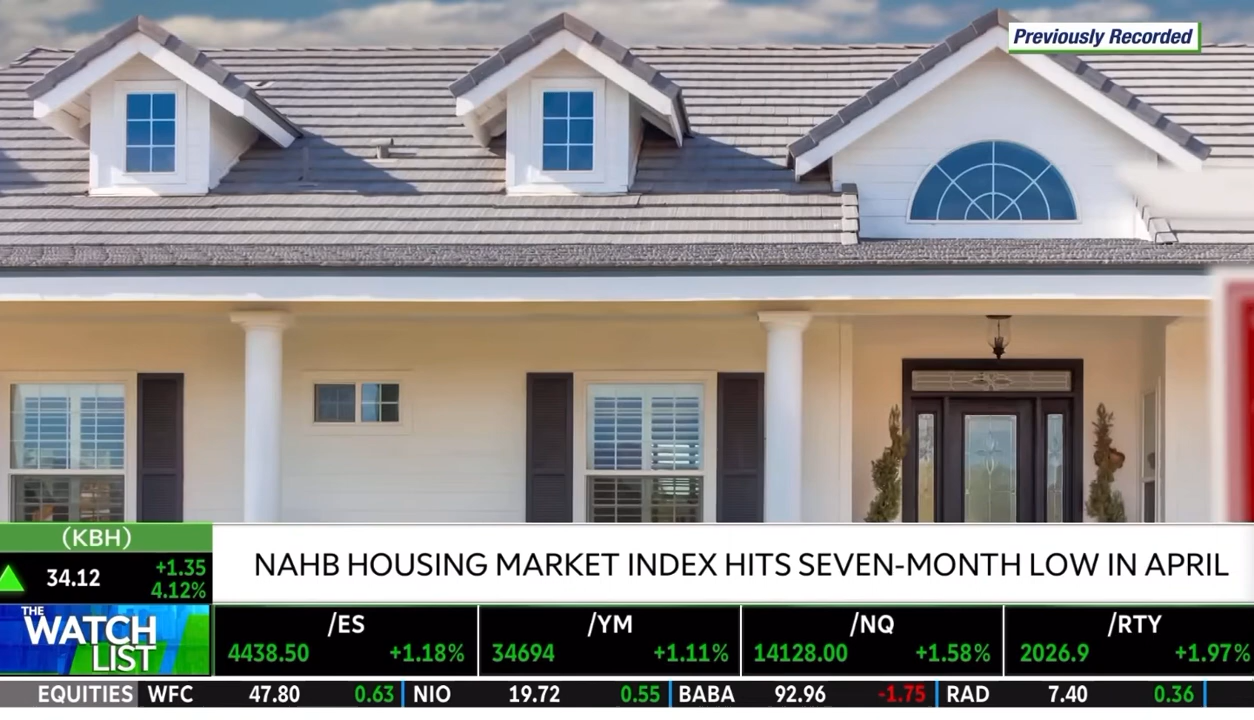 Previously Recorded
(KBH)
34.12
+1.35
4.12%
NAHB HOUSING MARKET INDEX HITS SEVEN-MONTH LOW IN APRIL
THE
WATCH
LIST
/ES
4438.50 +1.18%
/YM
34694 +1.11%
/NQ
14128.00 +1.58%
/RTY
2026.9 +1.97%
EQUITIES WFC 47.80 0.63 NIO 19.72 0.55 BABA 92.96 -1.75 RAD 7.40 0.36